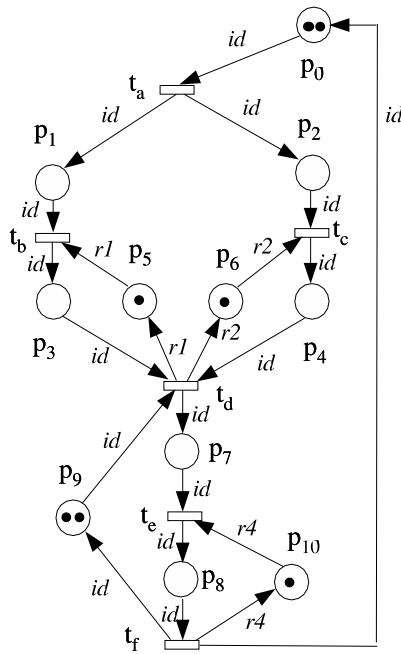 id
p0
ta
id
id
id
p1
p2
id
id
tb
tc
r1
r2
id
p5
p6
id
p3
p4
id
r1
r2
id
td
id
id
p7
p9
id
te
r4
id
p10
p8
id
id
r4
tf